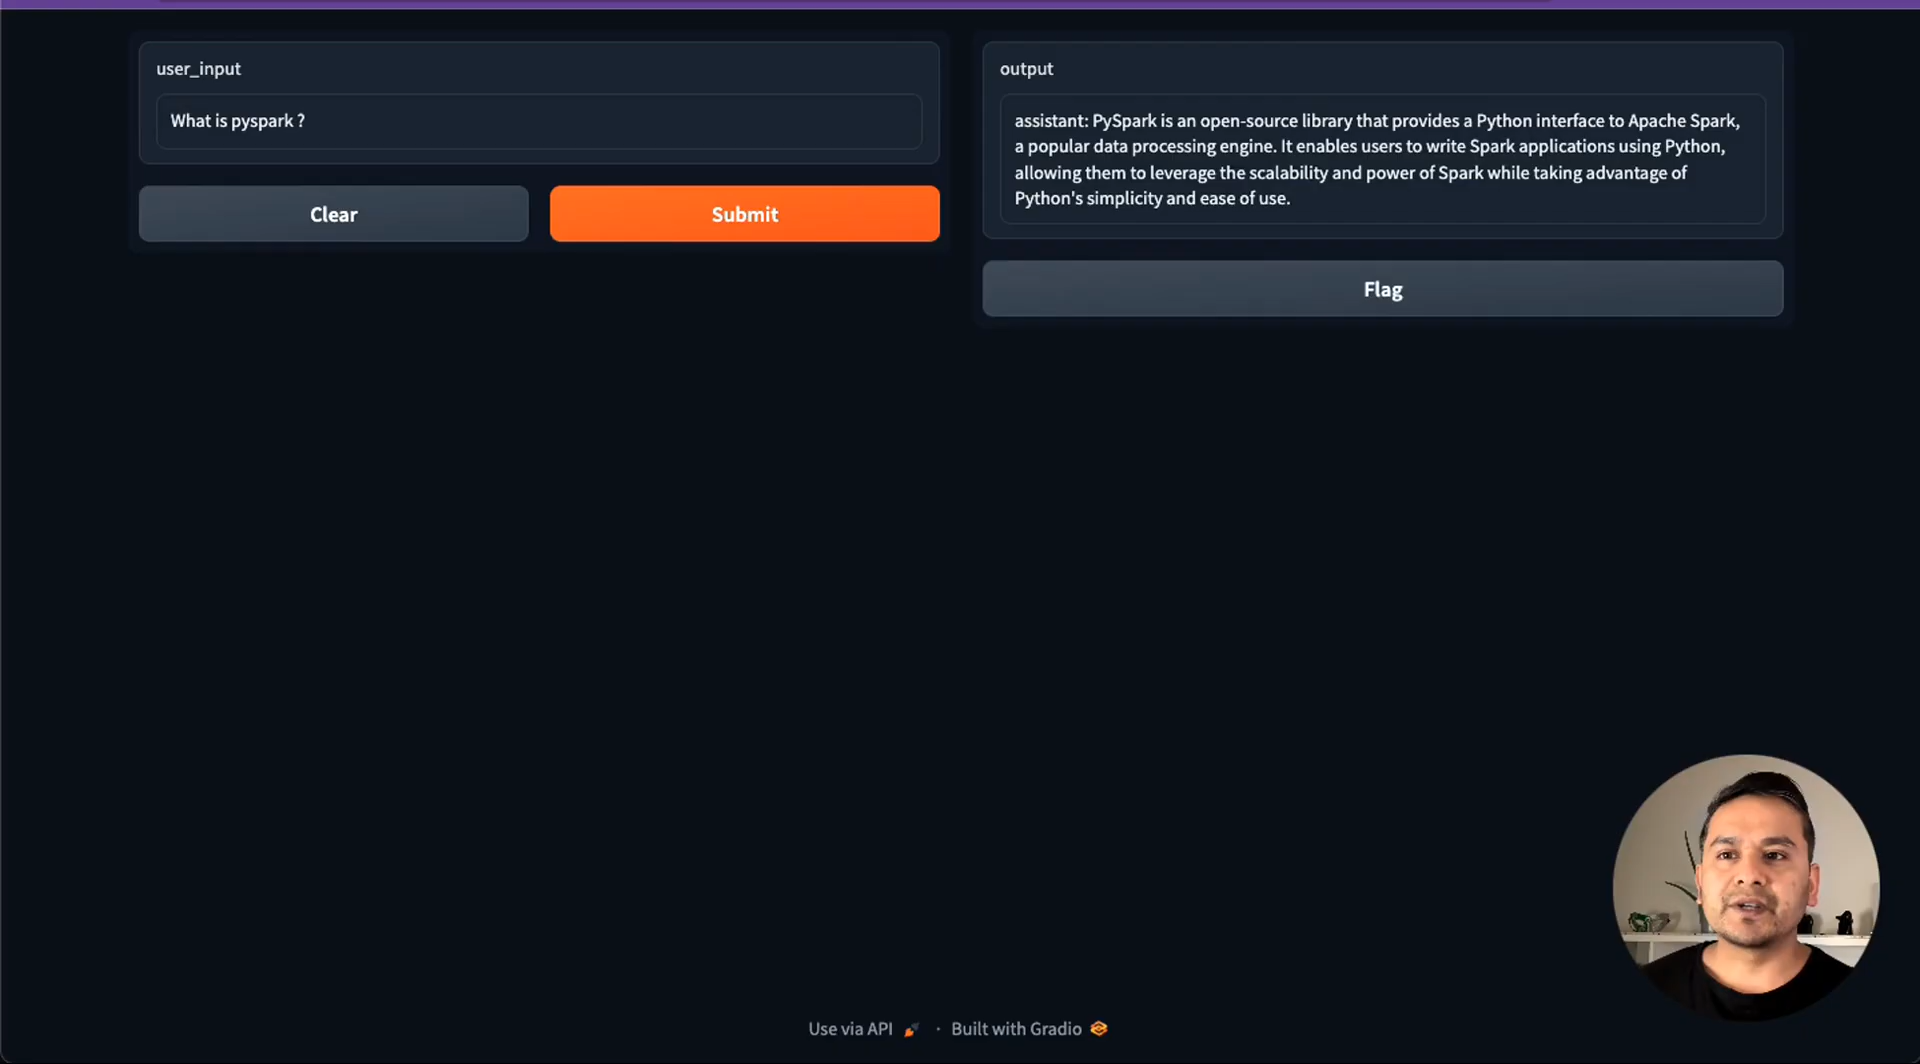 user_input
What is pyspark ?
Clear
Submit
output
assistant: PySpark is an open-source library that provides a Python interface to Apache Spark,
a popular data processing engine. It enables users to write Spark applications using Python,
allowing them to leverage the scalability and power of Spark while taking advantage of
Python's simplicity and ease of use.
Flag
Use via API · Built with Gradio